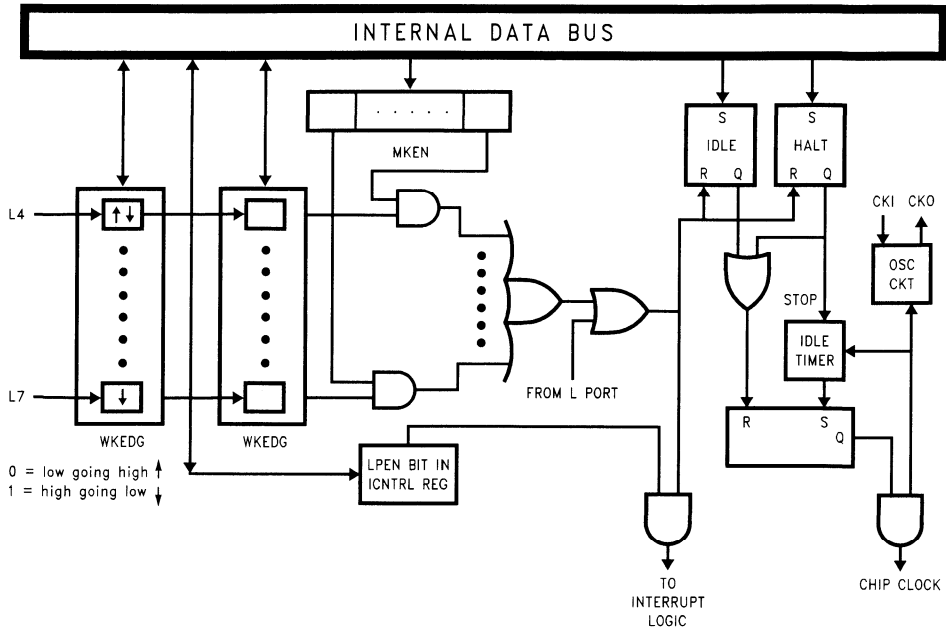 INTERNAL DATA BUS
MKEN
S
IDLE
R Q
S
HALT
R Q
CKI CKO
OSC
CKT
L4
↑↓
STOP
IDLE
TIMER
FROM L PORT
L7
↓
WKEDG
WKEDG
R S
Q
0 = low going high ↑
1 = high going low ↓
LPEN BIT IN
ICNTRL REG
TO
INTERRUPT
LOGIC
CHIP CLOCK